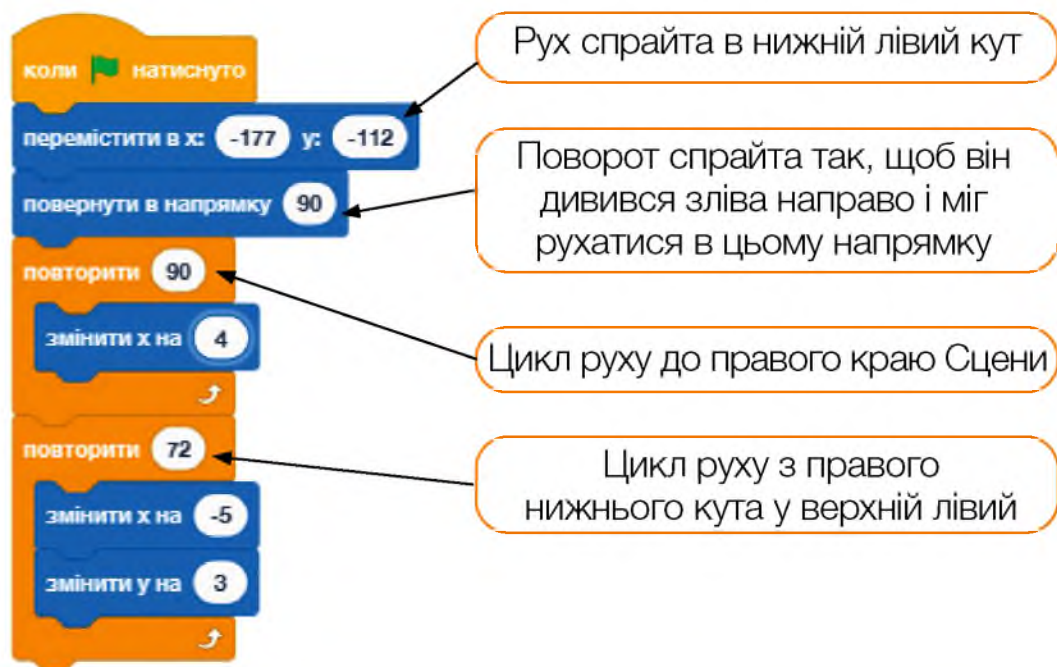 коли натиснуто
перемістити в x: -177 y: -112
повернути в напрямку 90
повторити 90
змінити x на 4
повторити 72
змінити x на -5
змінити y на 3
Рух спрайта в нижній лівий кут
Поворот спрайта так, щоб він
дивився зліва направо і міг
рухатися в цьому напрямку
Цикл руху до правого краю Сцени
Цикл руху з правого
нижнього кута у верхній лівий